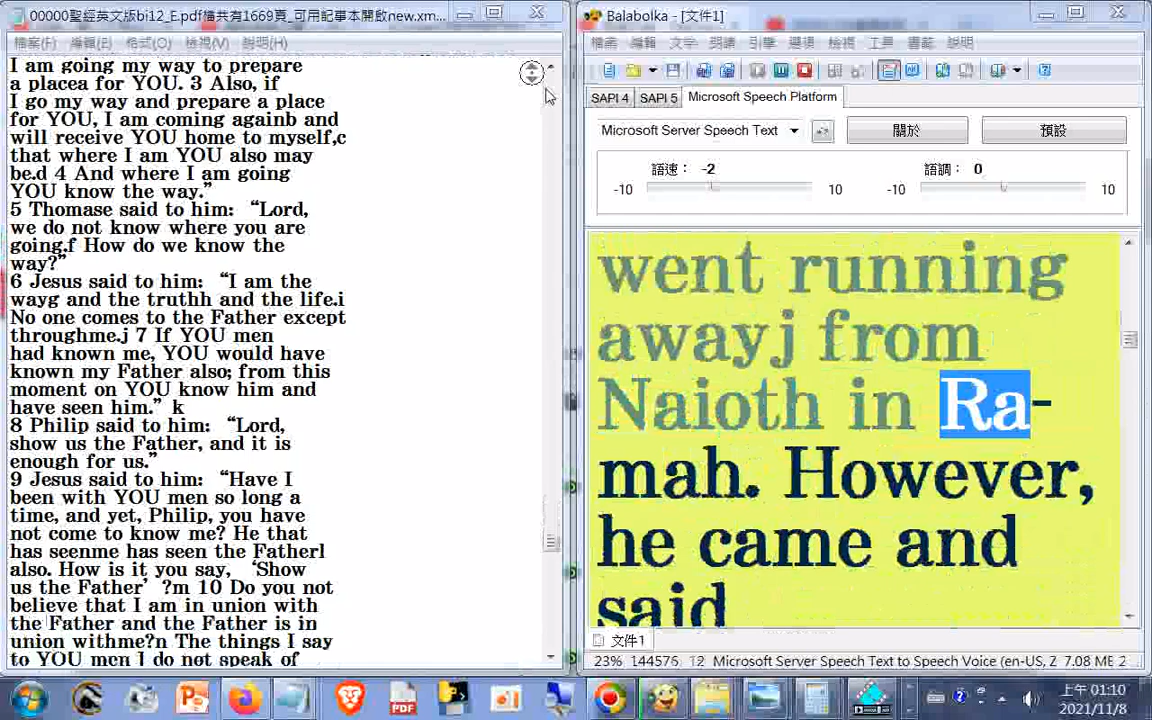 00000聖經英文版bi12_E.pdf檔共有1669頁_可用記事本開啟new.xm...
檔案(F) 編輯(E) 格式(O) 檢視(V) 說明(H)
I am going my way to prepare
a placea for YOU. 3 Also, if
I go my way and prepare a place
for YOU, I am coming againb and
will receive YOU home to myself,c
that where I am YOU also may
be.d 4 And where I am going
YOU know the way.”
5 Thomase said to him: “Lord,
we do not know where you are
going.f How do we know the
way?”
6 Jesus said to him: “I am the
wayg and the truthh and the life.i
No one comes to the Father except
throughme.j 7 If YOU men
had known me, YOU would have
known my Father also; from this
moment on YOU know him and
have seen him.” k
8 Philip said to him: “Lord,
show us the Father, and it is
enough for us.”
9 Jesus said to him: “Have I
been with YOU men so long a
time, and yet, Philip, you have
not come to know me? He that
has seenme has seen the Fatherl
also. How is it you say, ‘Show
us the Father’ ?m 10 Do you not
believe that I am in union with
the Father and the Father is in
union withme?n The things I say
to YOU men I do not speak of
Balabolka - [文件1]
檔案 編輯 文字 朗讀 引擎 選項 檢視 工具 書籤 說明
SAPI 4 SAPI 5 Microsoft Speech Platform
Microsoft Server Speech Text 關於 預設
語速： -2 語調： 0
-10 10 -10 10
went running
awayj from
Naioth in Ra-
mah. However,
he came and
said
文件1
23% 144576 12 Microsoft Server Speech Text to Speech Voice (en-US, Z 7.08 MB 2
PDF
上午 01:10
2021/11/8